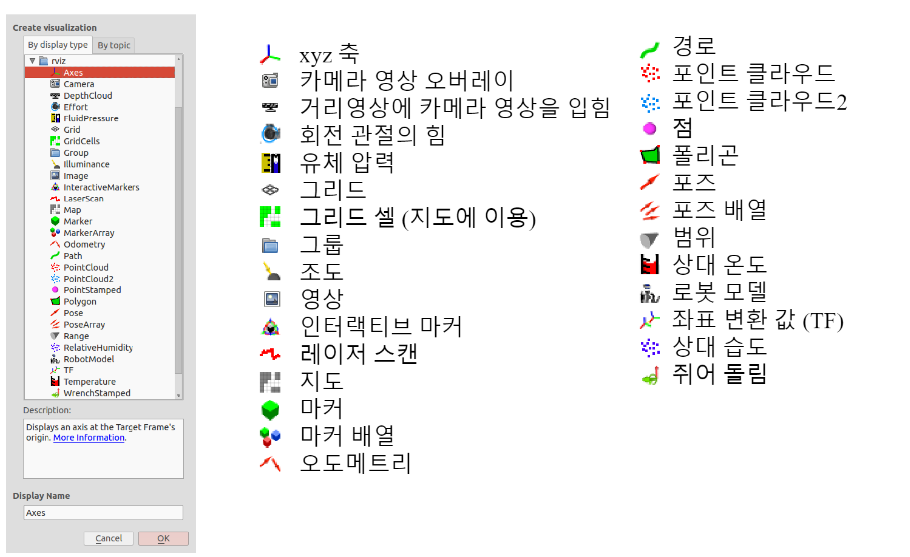 Create visualization
By display type
By topic
rviz
Axes
Camera
DepthCloud
Effort
FluidPressure
Grid
GridCells
Group
Illuminance
Image
InteractiveMarkers
LaserScan
Map
Marker
MarkerArray
Odometry
Path
PointCloud
PointCloud2
PointStamped
Polygon
Pose
PoseArray
Range
RelativeHumidity
RobotModel
TF
Temperature
WrenchStamped
Description:
Displays an axis at the Target Frame's
origin. More Information.
Display Name
Axes
Cancel
OK
xyz 축
카메라 영상 오버레이
거리영상에 카메라 영상을 입힘
회전 관절의 힘
유체 압력
그리드
그리드 셀 (지도에 이용)
그룹
조도
영상
인터랙티브 마커
레이저 스캔
지도
마커
마커 배열
오도메트리
경로
포인트 클라우드
포인트 클라우드2
점
폴리곤
포즈
포즈 배열
범위
상대 온도
로봇 모델
좌표 변환 값 (TF)
상대 습도
쥐어 돌림